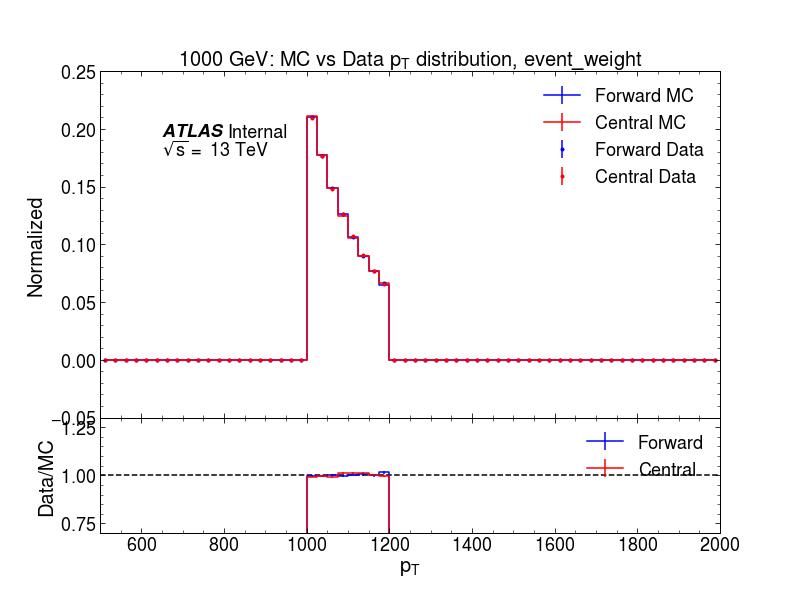 1000 GeV: MC vs Data pT distribution, event_weight
0.25
0.20
0.15
0.10
0.05
0.00
−0.05
Normalized
ATLAS Internal
√s = 13 TeV
Forward MC
Central MC
Forward Data
Central Data
1.25
1.00
0.75
Data/MC
Forward
Central
600 800 1000 1200 1400 1600 1800 2000
pT